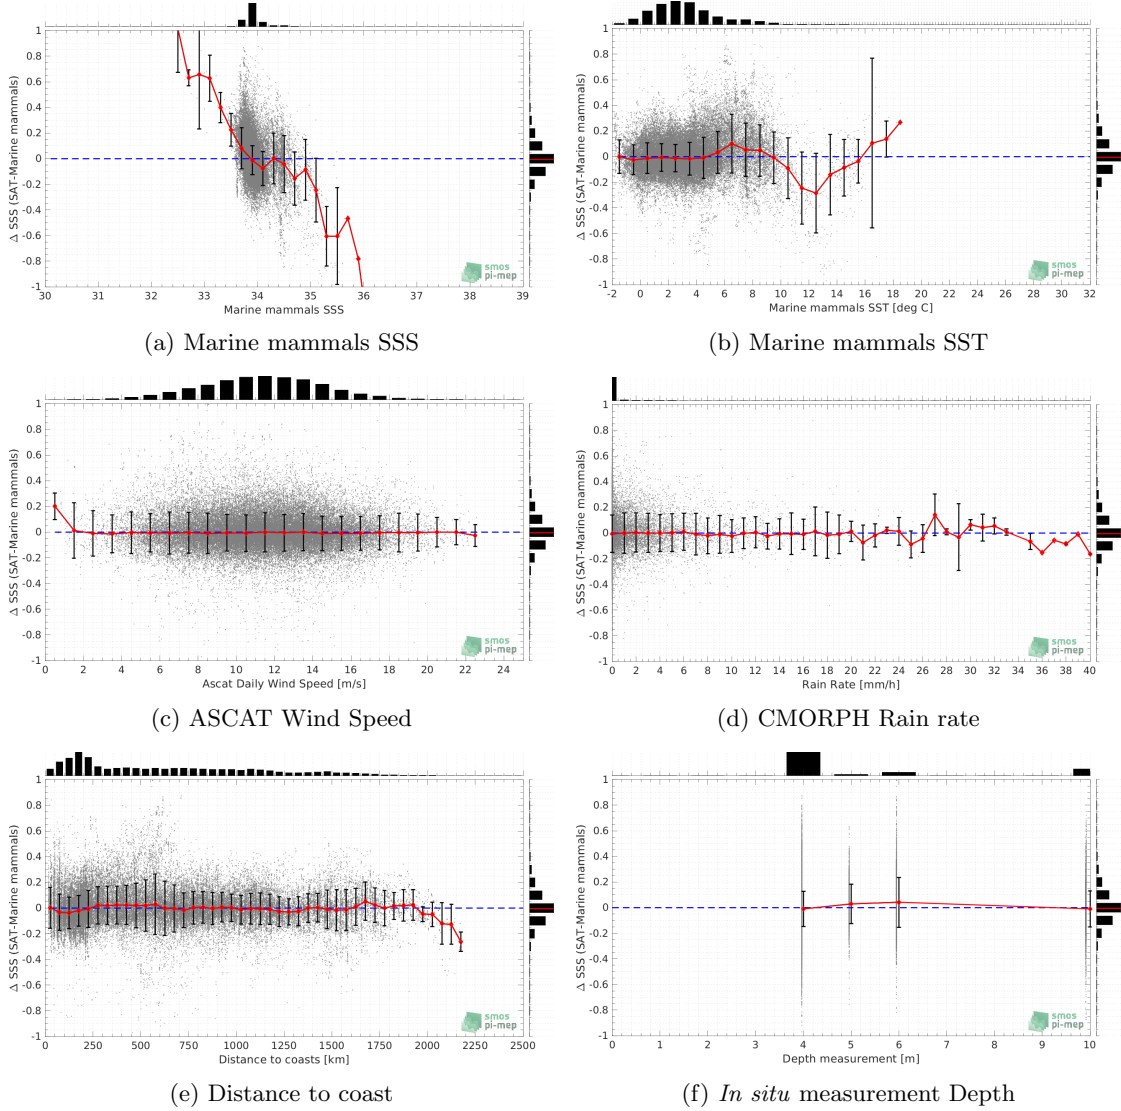 1
0.8
0.6
0.4
0.2
0
-0.2
-0.4
-0.6
-0.8
-1
Δ SSS (SAT-Marine mammals)
30 31 32 33 34 35 36 37 38 39
Marine mammals SSS
smos
pi-mep
(a) Marine mammals SSS
1
0.8
0.6
0.4
0.2
0
-0.2
-0.4
-0.6
-0.8
-1
Δ SSS (SAT-Marine mammals)
-2 0 2 4 6 8 10 12 14 16 18 20 22 24 26 28 30 32
Marine mammals SST [deg C]
smos
pi-mep
(b) Marine mammals SST
1
0.8
0.6
0.4
0.2
0
-0.2
-0.4
-0.6
-0.8
-1
Δ SSS (SAT-Marine mammals)
0 2 4 6 8 10 12 14 16 18 20 22 24
Ascat Daily Wind Speed [m/s]
smos
pi-mep
(c) ASCAT Wind Speed
1
0.8
0.6
0.4
0.2
0
-0.2
-0.4
-0.6
-0.8
-1
Δ SSS (SAT-Marine mammals)
0 2 4 6 8 10 12 14 16 18 20 22 24 26 28 30 32 34 36 38 40
Rain Rate [mm/h]
smos
pi-mep
(d) CMORPH Rain rate
1
0.8
0.6
0.4
0.2
0
-0.2
-0.4
-0.6
-0.8
-1
Δ SSS (SAT-Marine mammals)
0 250 500 750 1000 1250 1500 1750 2000 2250 2500
Distance to coasts [km]
smos
pi-mep
(e) Distance to coast
1
0.8
0.6
0.4
0.2
0
-0.2
-0.4
-0.6
-0.8
-1
Δ SSS (SAT-Marine mammals)
0 1 2 3 4 5 6 7 8 9 10
Depth measurement [m]
smos
pi-mep
(f) In situ measurement Depth